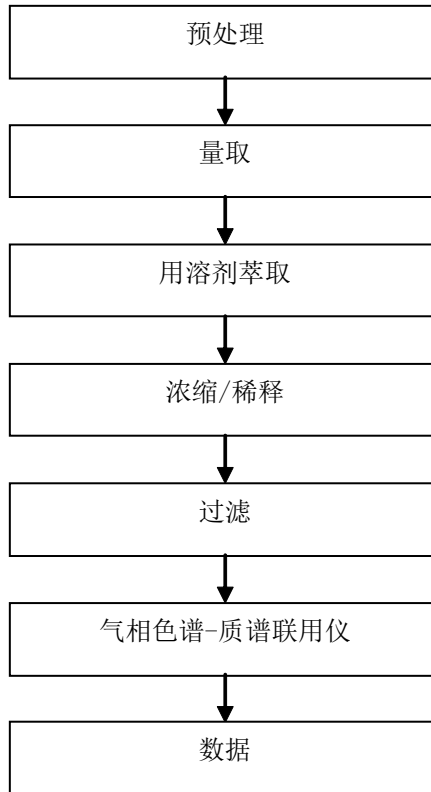 预处理
量取
用溶剂萃取
浓缩/稀释
过滤
气相色谱-质谱联用仪
数据